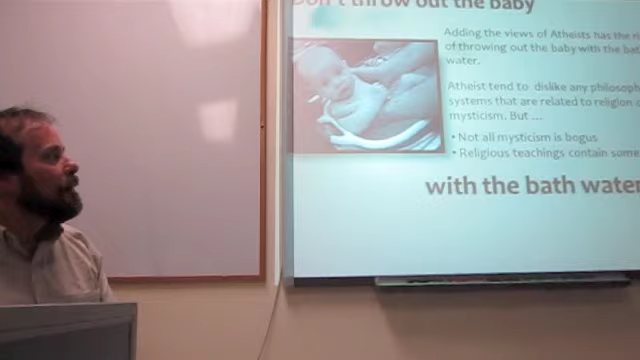 Don't throw out the baby
Adding the views of Atheists has the
of throwing out the baby with the
water.
Atheist tend to dislike any
systems that are related to religion
mysticism. But ...
• Not all mysticism is bogus
• Religious teachings contain some
with the bath water